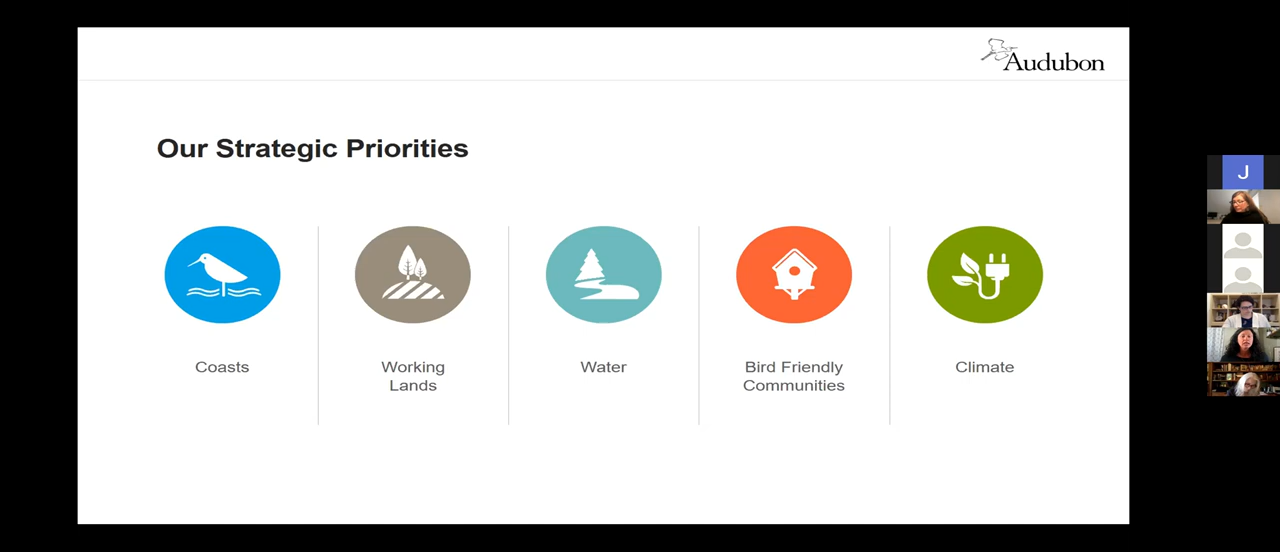 Audubon
Our Strategic Priorities
Coasts
Working
Lands
Water
Bird Friendly
Communities
Climate
J